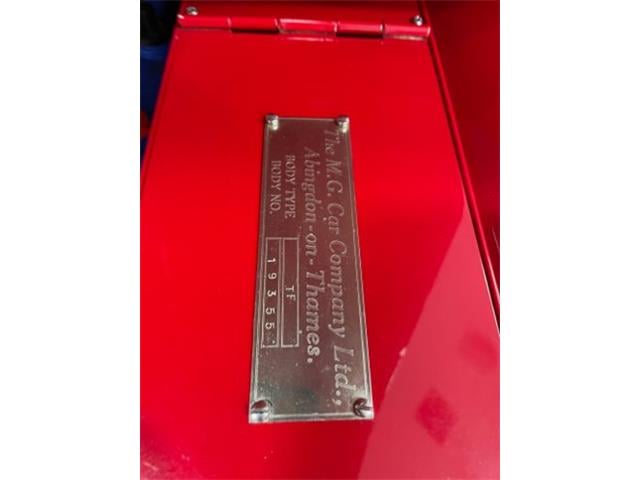 The M.G. Car Company Ltd.,
Abingdon-on-Thames.
BODY TYPE TF
BODY NO. 19355